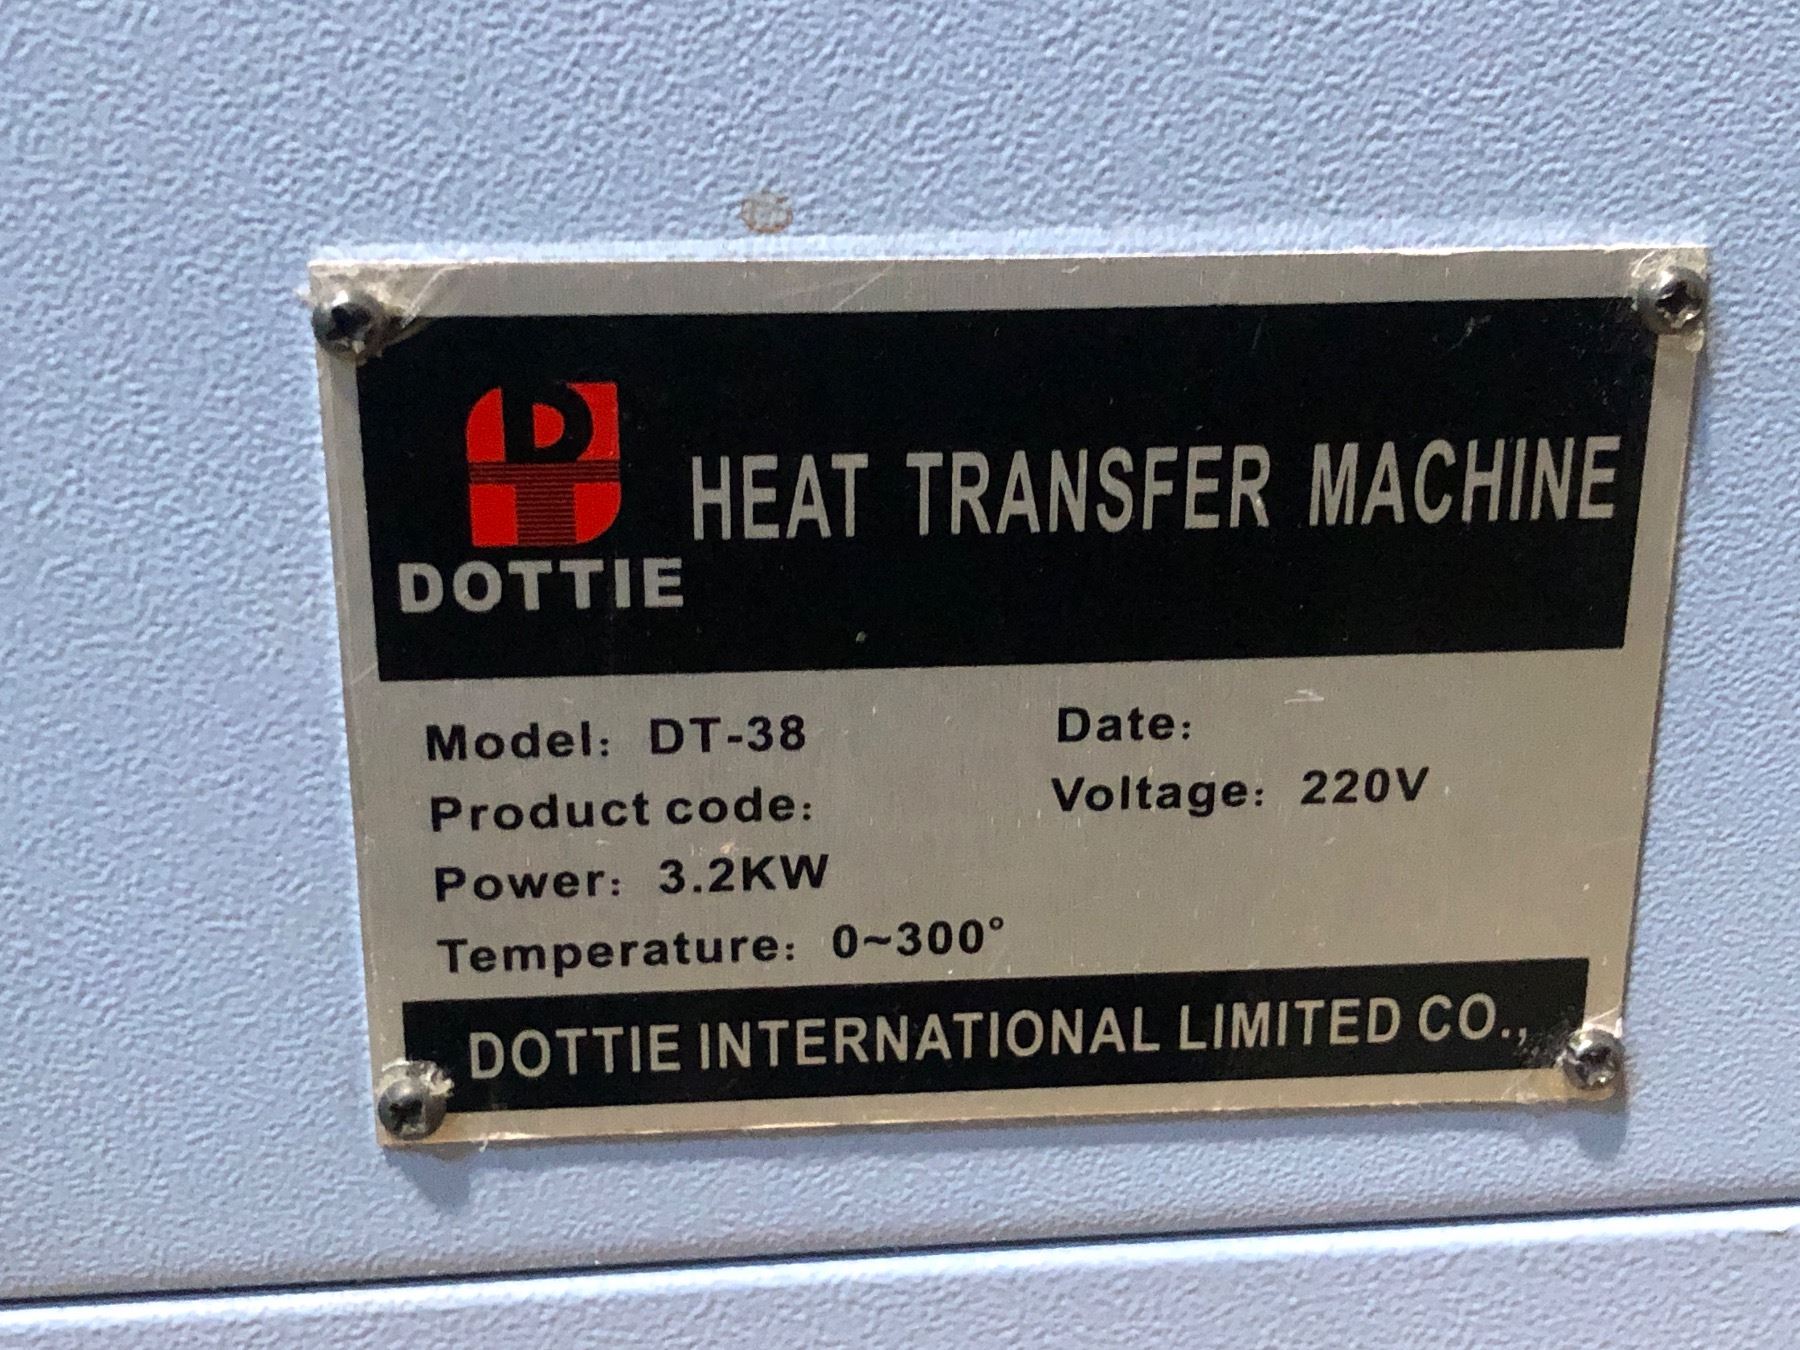 DT
DOTTIE
HEAT TRANSFER MACHINE
Model: DT-38
Date:
Product code:
Voltage: 220V
Power: 3.2KW
Temperature: 0~300°
DOTTIE INTERNATIONAL LIMITED CO.,